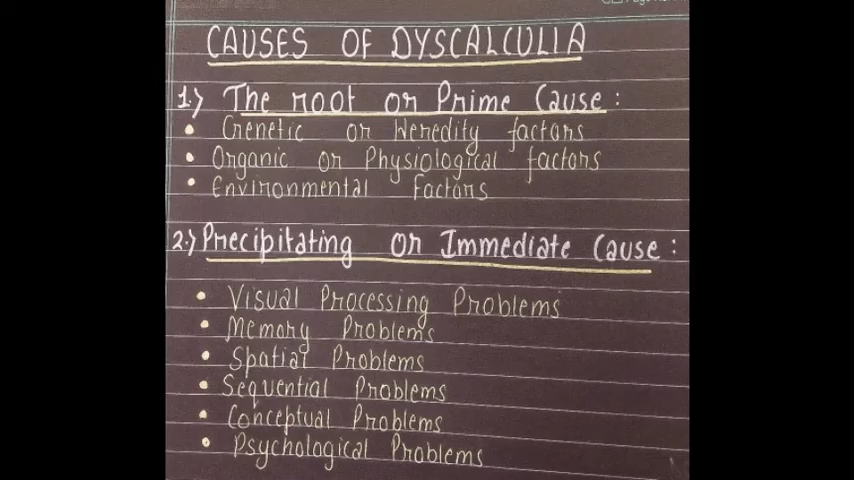 CAUSES OF DYSCALCULIA
1.) The root or Prime Cause :
• Genetic or Heredity factors
• Organic or Physiological factors
• Environmental factors
2.) Precipitating or Immediate Cause :
• Visual Processing Problems
• Memory Problems
• Spatial Problems
• Sequential Problems
• Conceptual Problems
• Psychological Problems